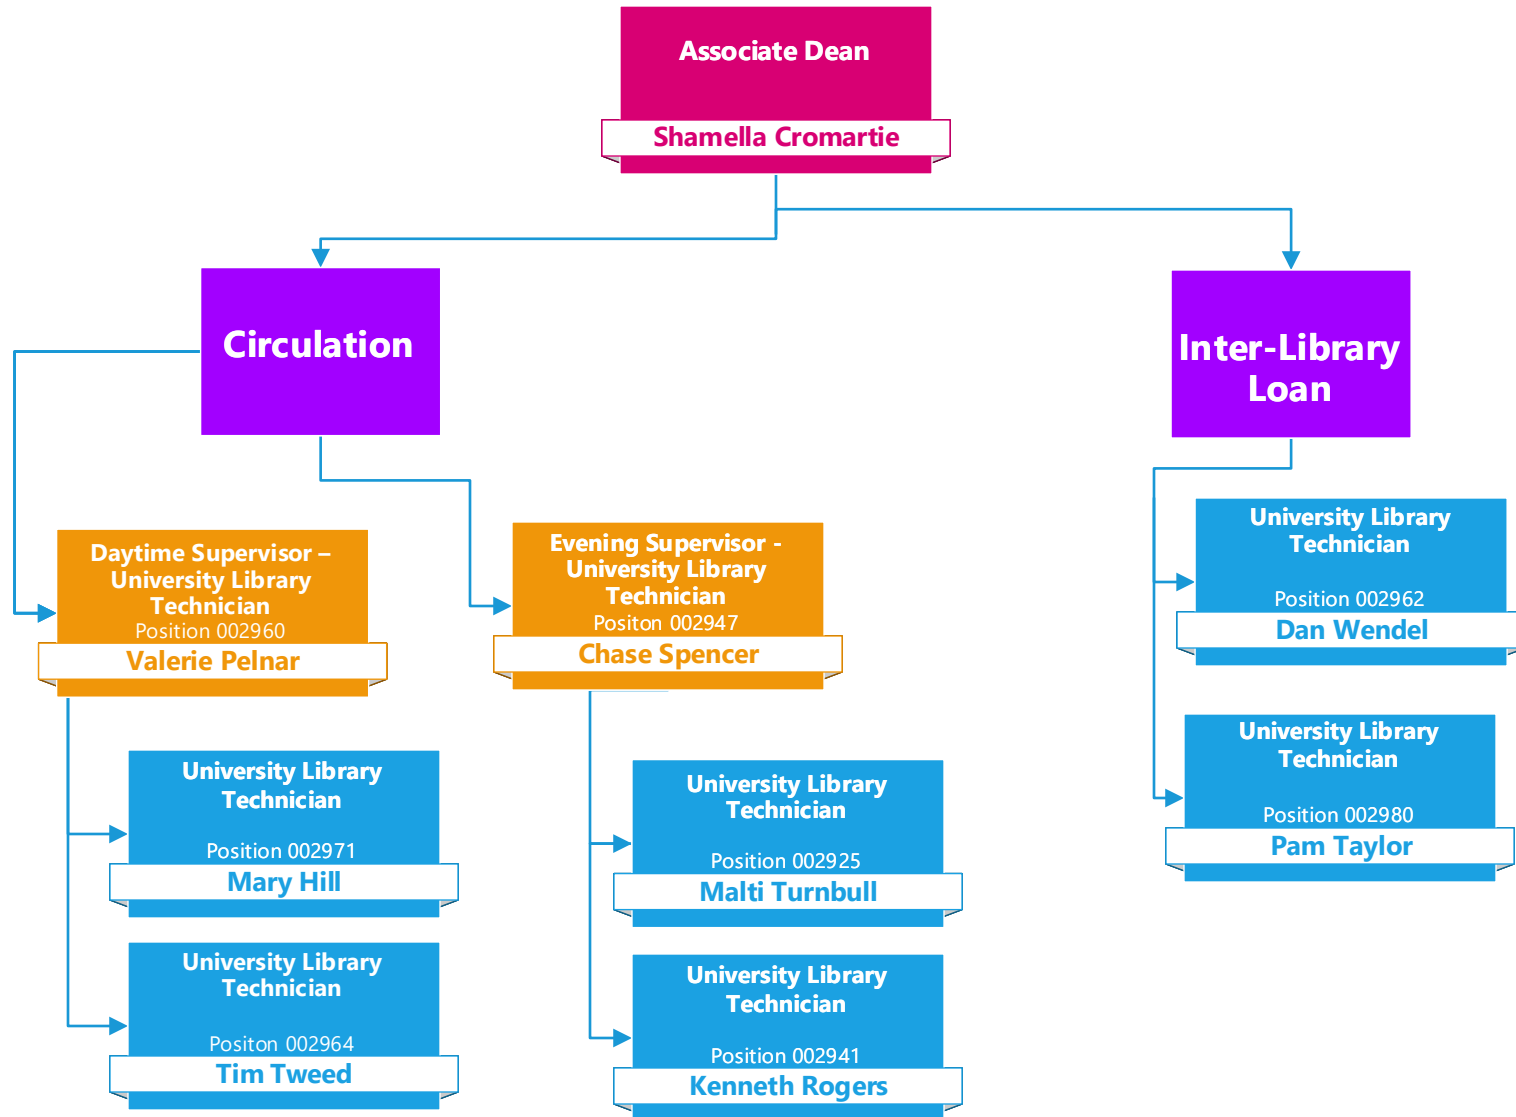 Associate Dean
Shamella Cromartie
Circulation
Inter-Library
Loan
Daytime Supervisor –
University Library
Technician
Position 002960
Valerie Pelnar
Evening Supervisor -
University Library
Technician
Positon 002947
Chase Spencer
University Library
Technician
Position 002962
Dan Wendel
University Library
Technician
Position 002980
Pam Taylor
University Library
Technician
Position 002971
Mary Hill
University Library
Technician
Position 002925
Malti Turnbull
University Library
Technician
Positon 002964
Tim Tweed
University Library
Technician
Position 002941
Kenneth Rogers